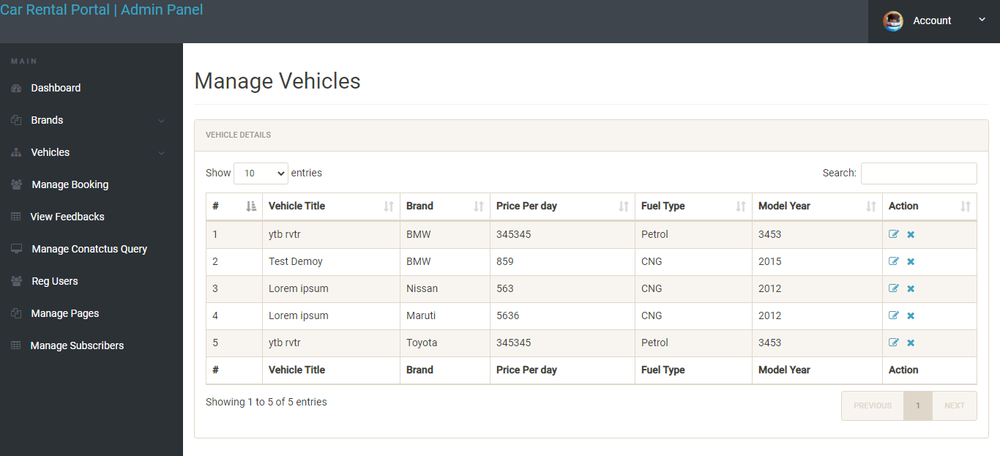 Car Rental Portal | Admin Panel
Account
MAIN
Dashboard
Brands
Vehicles
Manage Booking
View Feedbacks
Manage Conatctus Query
Reg Users
Manage Pages
Manage Subscribers
Manage Vehicles
VEHICLE DETAILS
Show 10 entries Search:
# Vehicle Title Brand Price Per day Fuel Type Model Year Action
1 ytb rvtr BMW 345345 Petrol 3453
2 Test Demoy BMW 859 CNG 2015
3 Lorem ipsum Nissan 563 CNG 2012
4 Lorem ipsum Maruti 5636 CNG 2012
5 ytb rvtr Toyota 345345 Petrol 3453
# Vehicle Title Brand Price Per day Fuel Type Model Year Action
Showing 1 to 5 of 5 entries
PREVIOUS 1 NEXT